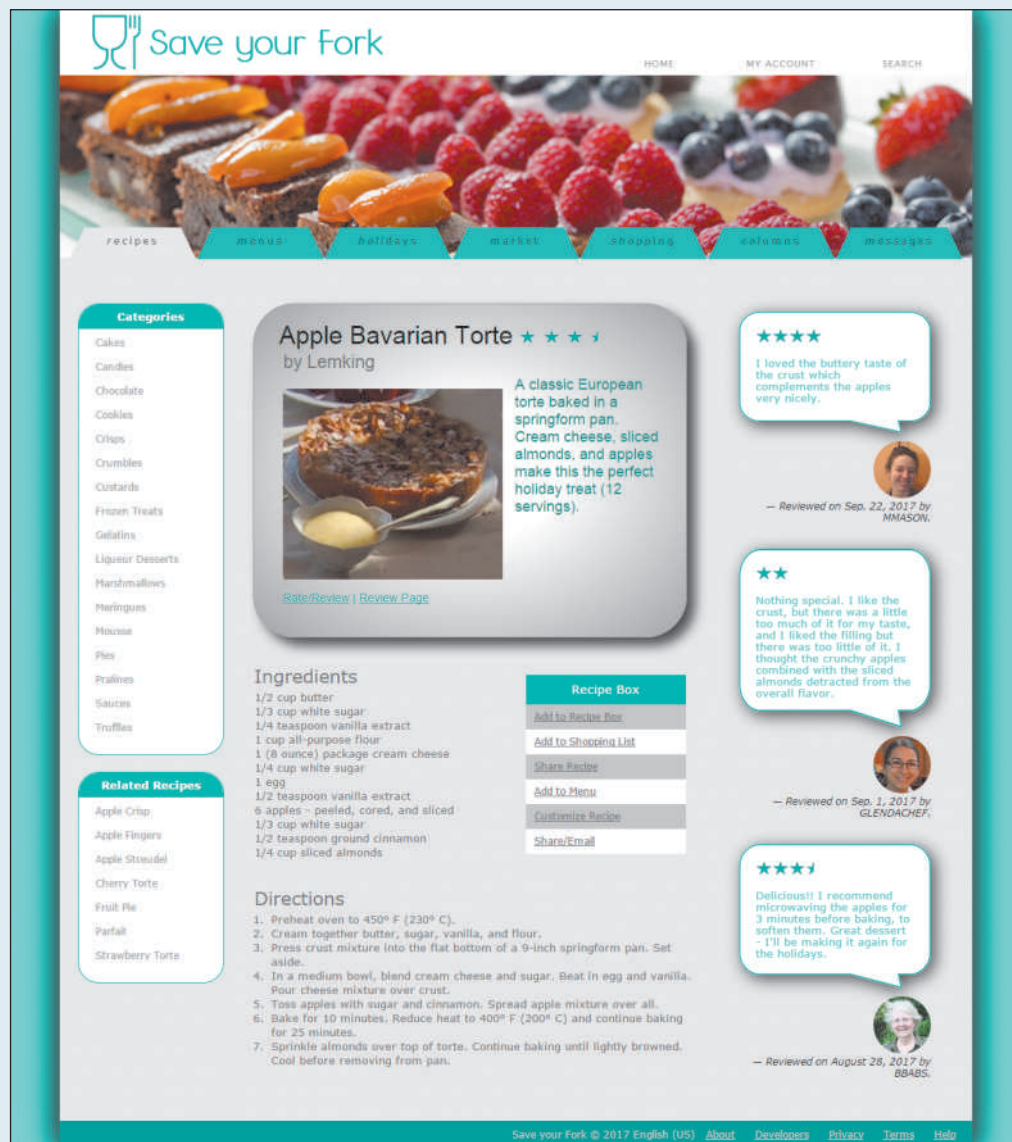 Save your Fork
HOME MY ACCOUNT SEARCH
recipes menus holidays market shopping columns messages
Categories
Cakes
Candies
Chocolate
Cookies
Crisps
Crumbles
Custards
Frozen Treats
Gelatins
Liqueur Desserts
Marshmallows
Meringues
Mousse
Pies
Pralines
Sauces
Truffles
Related Recipes
Apple Crisp
Apple Fingers
Apple Streudel
Cherry Torte
Fruit Pie
Parfait
Strawberry Torte
Apple Bavarian Torte ★ ★ ★
by Lemking
A classic European
torte baked in a
springform pan.
Cream cheese, sliced
almonds, and apples
make this the perfect
holiday treat (12
servings).
Rate/Review | Review Page
Ingredients
1/2 cup butter
1/3 cup white sugar
1/4 teaspoon vanilla extract
1 cup all-purpose flour
1 (8 ounce) package cream cheese
1/4 cup white sugar
1 egg
1/2 teaspoon vanilla extract
6 apples - peeled, cored, and sliced
1/3 cup white sugar
1/2 teaspoon ground cinnamon
1/4 cup sliced almonds
Recipe Box
Add to Recipe Box
Add to Shopping List
Share Recipe
Add to Menu
Customize Recipe
Share/Email
Directions
1. Preheat oven to 450° F (230° C).
2. Cream together butter, sugar, vanilla, and flour.
3. Press crust mixture into the flat bottom of a 9-inch springform pan. Set
aside.
4. In a medium bowl, blend cream cheese and sugar. Beat in egg and vanilla.
Pour cheese mixture over crust.
5. Toss apples with sugar and cinnamon. Spread apple mixture over all.
6. Bake for 10 minutes. Reduce heat to 400° F (200° C) and continue baking
for 25 minutes.
7. Sprinkle almonds over top of torte. Continue baking until lightly browned.
Cool before removing from pan.
★★★★
I loved the buttery taste of
the crust which
complements the apples
very nicely.
— Reviewed on Sep. 22, 2017 by
MMASON.
★★
Nothing special. I like the
crust, but there was a little
too much of it for my taste,
and I liked the filling but
there was too little of it. I
thought the crunchy apples
combined with the sliced
almonds detracted from the
overall flavor.
— Reviewed on Sep. 1, 2017 by
GLENDACHEF.
★★★
Delicious!! I recommend
microwaving the apples for
3 minutes before baking, to
soften them. Great dessert
- I'll be making it again for
the holidays.
— Reviewed on August 28, 2017 by
BBABS.
Save your Fork © 2017 English (US) About Developers Privacy Terms Help